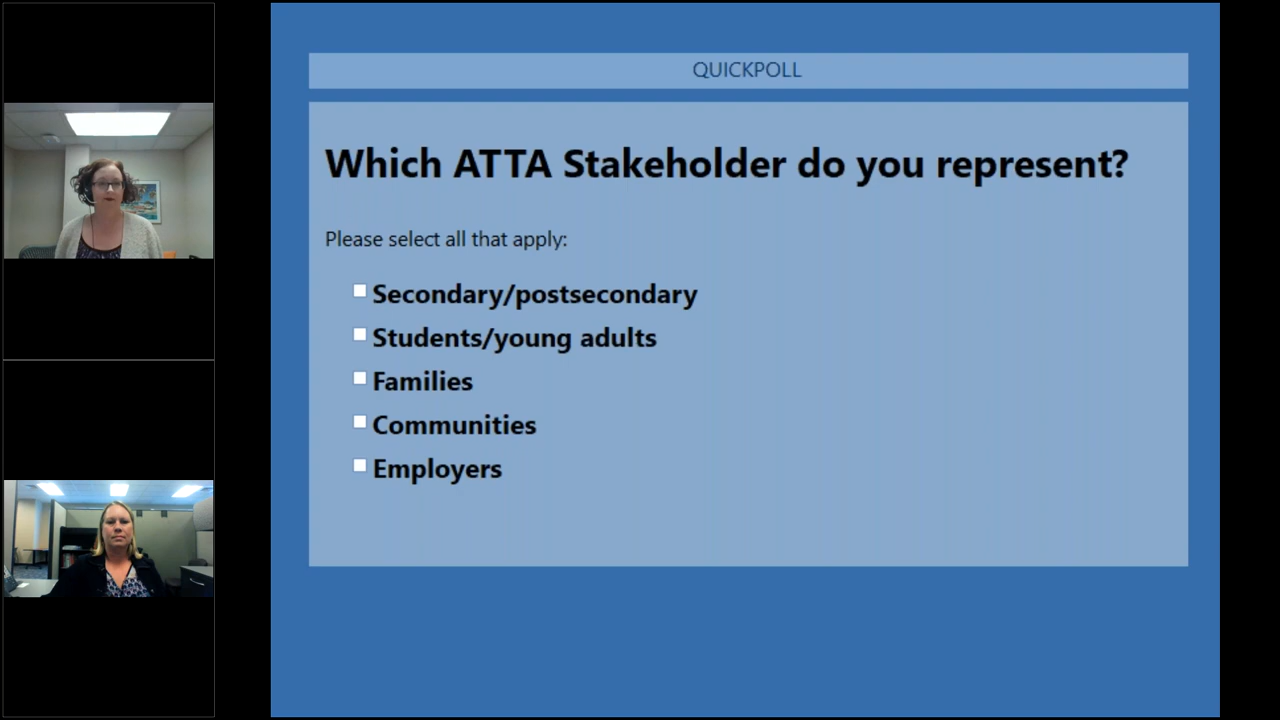 QUICKPOLL
Which ATTA Stakeholder do you represent?
Please select all that apply:
Secondary/postsecondary
Students/young adults
Families
Communities
Employers